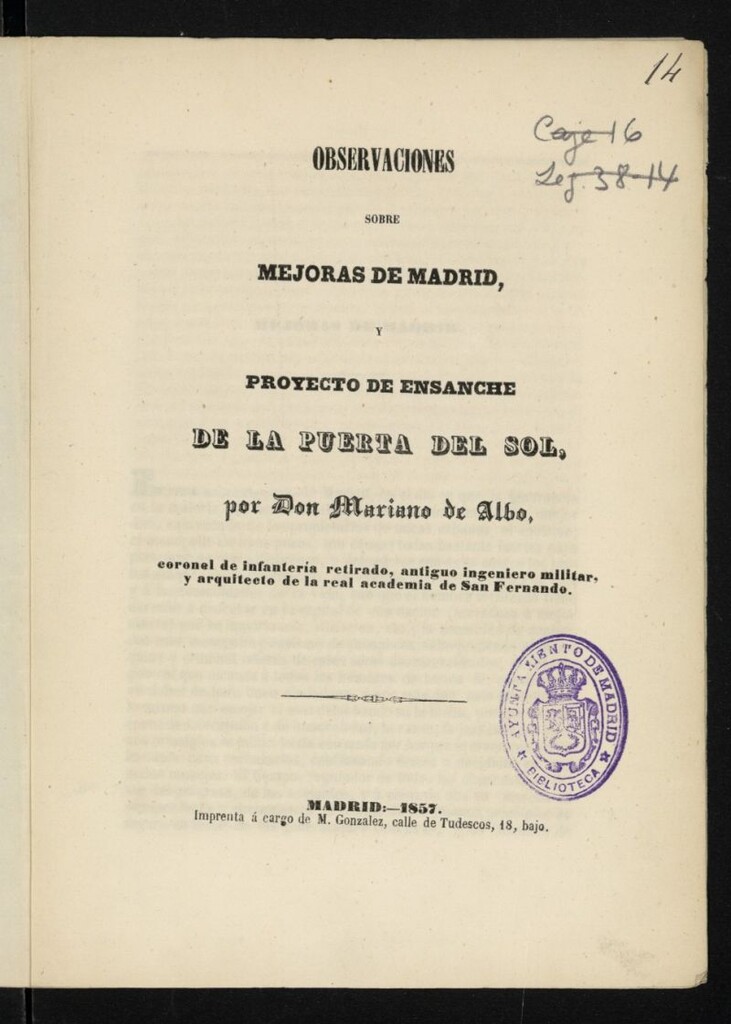 14
Caja 16
Leg. 38-14
OBSERVACIONES
SOBRE
MEJORAS DE MADRID,
Y
PROYECTO DE ENSANCHE
DE LA PUERTA DEL SOL,
por Don Mariano de Albo,
coronel de infantería retirado, antiguo ingeniero militar,
y arquitecto de la real academia de San Fernando.
AYUNTAMIENTO DE MADRID
BIBLIOTECA
MADRID:—1857.
Imprenta á cargo de M. Gonzalez, calle de Tudescos, 18, bajo.